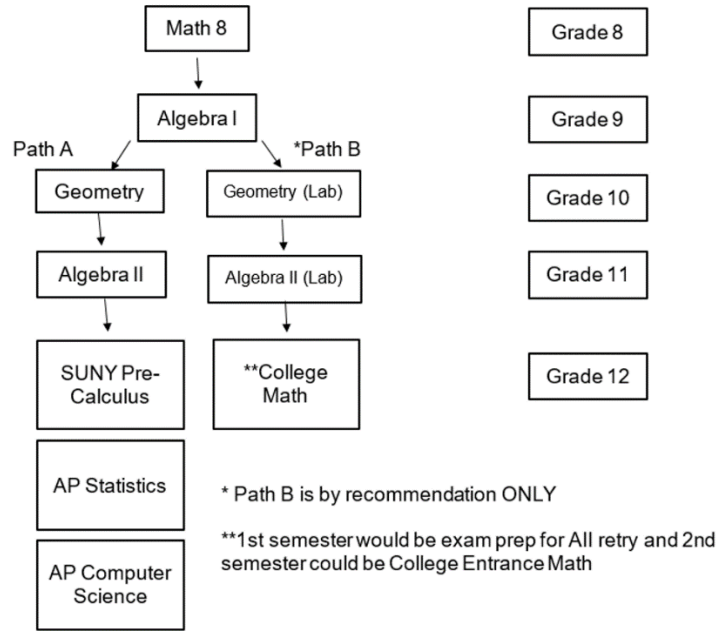 Math 8
Grade 8
Algebra I
Grade 9
Path A
*Path B
Geometry
Geometry (Lab)
Grade 10
Algebra II
Algebra II (Lab)
Grade 11
SUNY Pre-
Calculus
**College
Math
Grade 12
AP Statistics
AP Computer
Science
* Path B is by recommendation ONLY
**1st semester would be exam prep for AII retry and 2nd
semester could be College Entrance Math